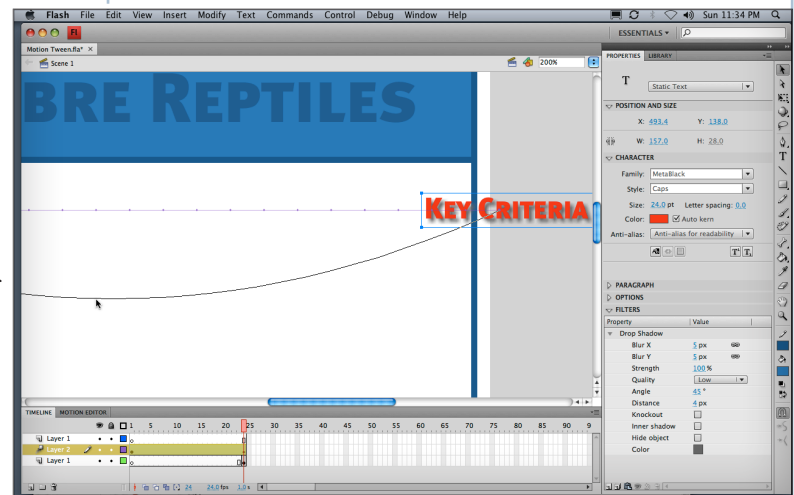 Flash File Edit View Insert Modify Text Commands Control Debug Window Help Sun 11:34 PM
FL ESSENTIALS
Motion Tween.fla* ×
Scene 1 200%
BRE REPTILES
KEY CRITERIA
PROPERTIES LIBRARY
T Static Text
POSITION AND SIZE
X: 493.4 Y: 138.0
W: 157.0 H: 28.0
CHARACTER
Family: MetaBlack
Style: Caps
Size: 24.0 pt Letter spacing: 0.0
Color: Auto kern
Anti-alias: Anti-alias for readability
PARAGRAPH
OPTIONS
FILTERS
Property Value
Drop Shadow
Blur X 5 px
Blur Y 5 px
Strength 100 %
Quality Low
Angle 45 °
Distance 4 px
Knockout
Inner shadow
Hide object
Color
TIMELINE MOTION EDITOR
1 5 10 15 20 25 30 35 40 45 50 55 60 65 70 75 80 85 90 9
Layer 1
Layer 2
Layer 1
24 24.0 fps 1.0 s